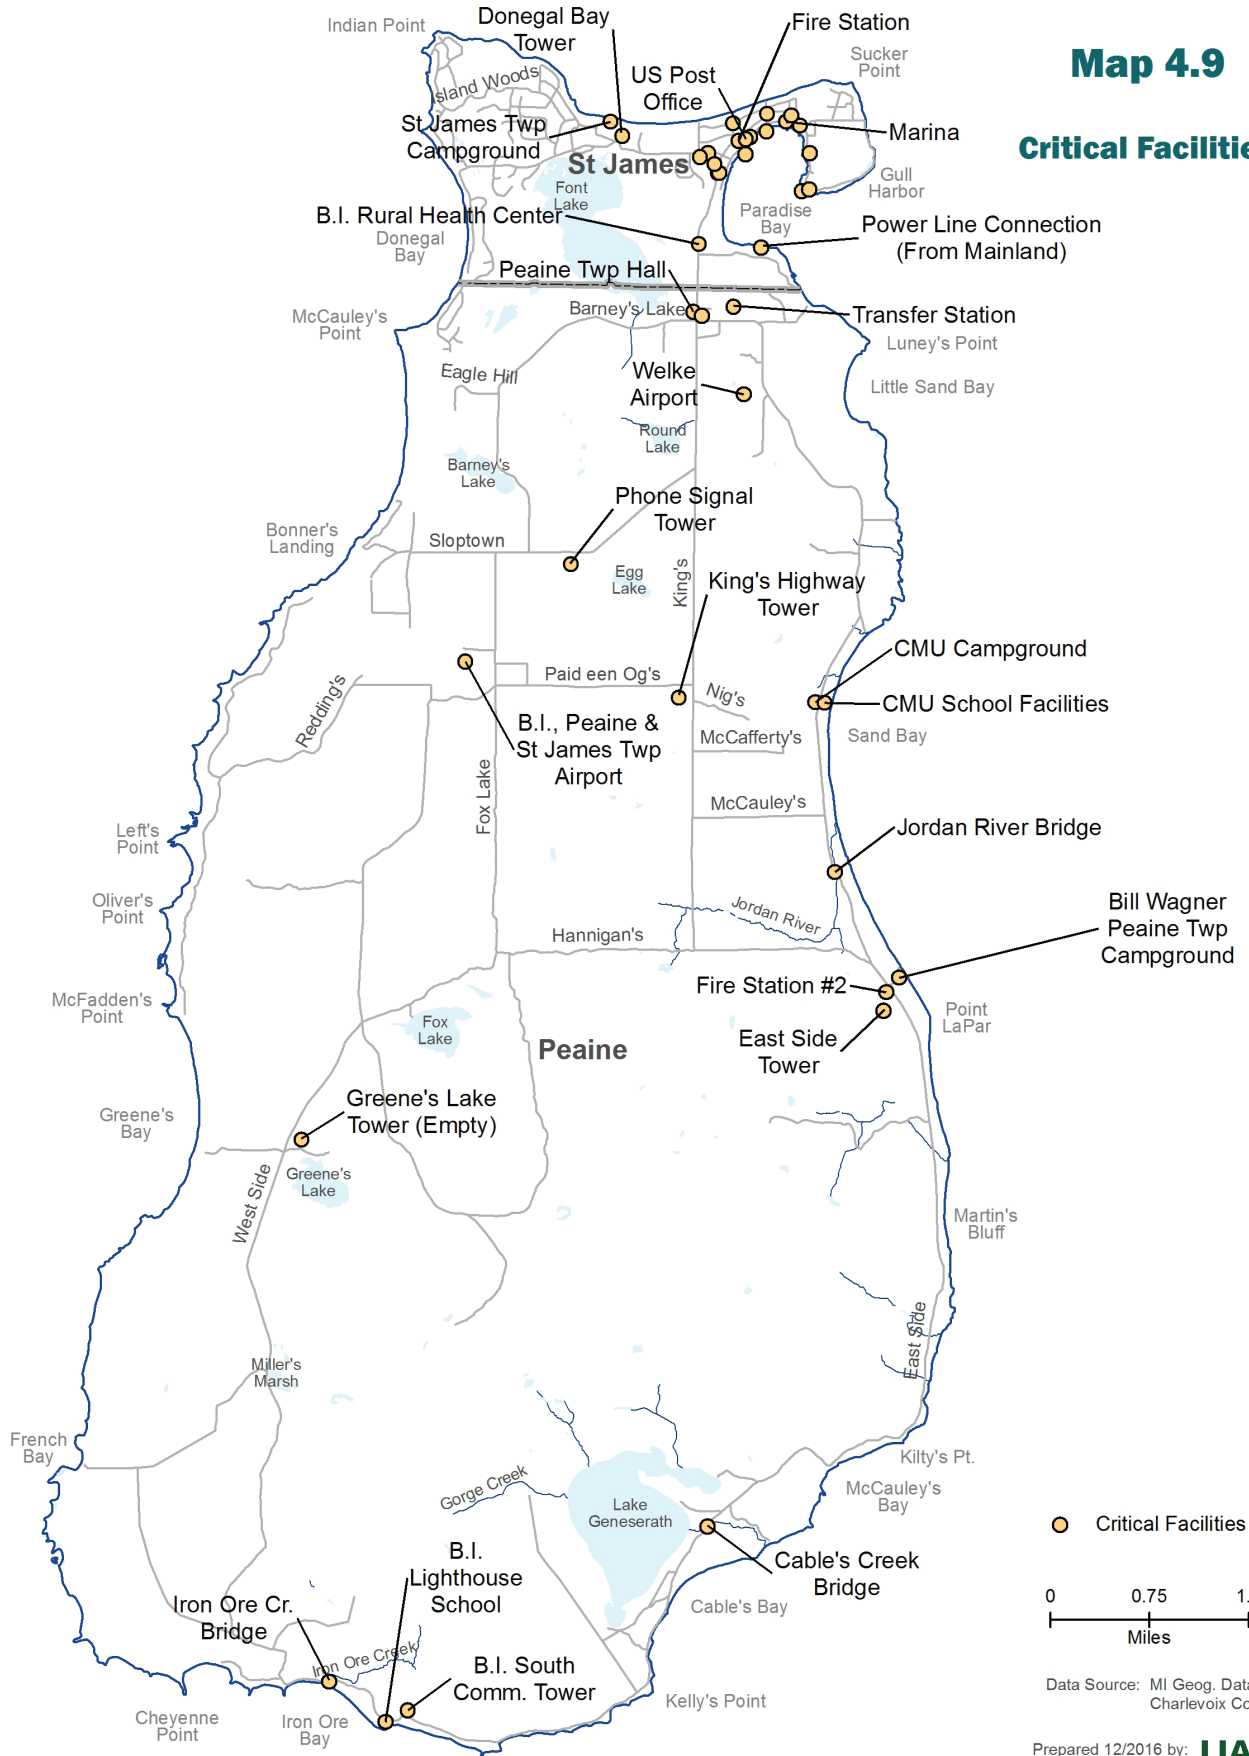 Indian Point
Donegal Bay
Tower
Fire Station
Sucker
Point
Map 4.9
US Post
Office
Island Woods
St James Twp
Campground
Marina
Critical Facilitie
St James
Font
Lake
Gull
Harbor
B.I. Rural Health Center
Paradise
Bay
Donegal
Bay
Power Line Connection
(From Mainland)
Peaine Twp Hall
Barney's Lake
McCauley's
Point
Transfer Station
Luney's Point
Eagle Hill
Welke
Airport
Little Sand Bay
Round
Lake
Barney's
Lake
Phone Signal
Tower
Bonner's
Landing
Sloptown
Egg
Lake
King's
King's Highway
Tower
CMU Campground
Paid een Og's
Redding's
Nig's
CMU School Facilities
B.I., Peaine &
St James Twp
Airport
McCafferty's
Sand Bay
Fox Lake
McCauley's
Left's
Point
Jordan River Bridge
Oliver's
Point
Jordan River
Bill Wagner
Peaine Twp
Campground
Hannigan's
Fire Station #2
McFadden's
Point
Point
LaPar
Fox
Lake
Peaine
East Side
Tower
Greene's Lake
Tower (Empty)
Greene's
Bay
Greene's
Lake
West Side
Martin's
Bluff
East Side
Miller's
Marsh
French
Bay
Kilty's Pt.
Gorge Creek
McCauley's
Bay
Lake
Geneserath
Critical Facilities
B.I.
Lighthouse
School
Cable's Creek
Bridge
Iron Ore Cr.
Bridge
Cable's Bay
0 0.75 1.
Miles
Iron Ore Creek
B.I. South
Comm. Tower
Kelly's Point
Data Source: MI Geog. Data
Charlevoix Co
Cheyenne
Point
Iron Ore
Bay
Prepared 12/2016 by: